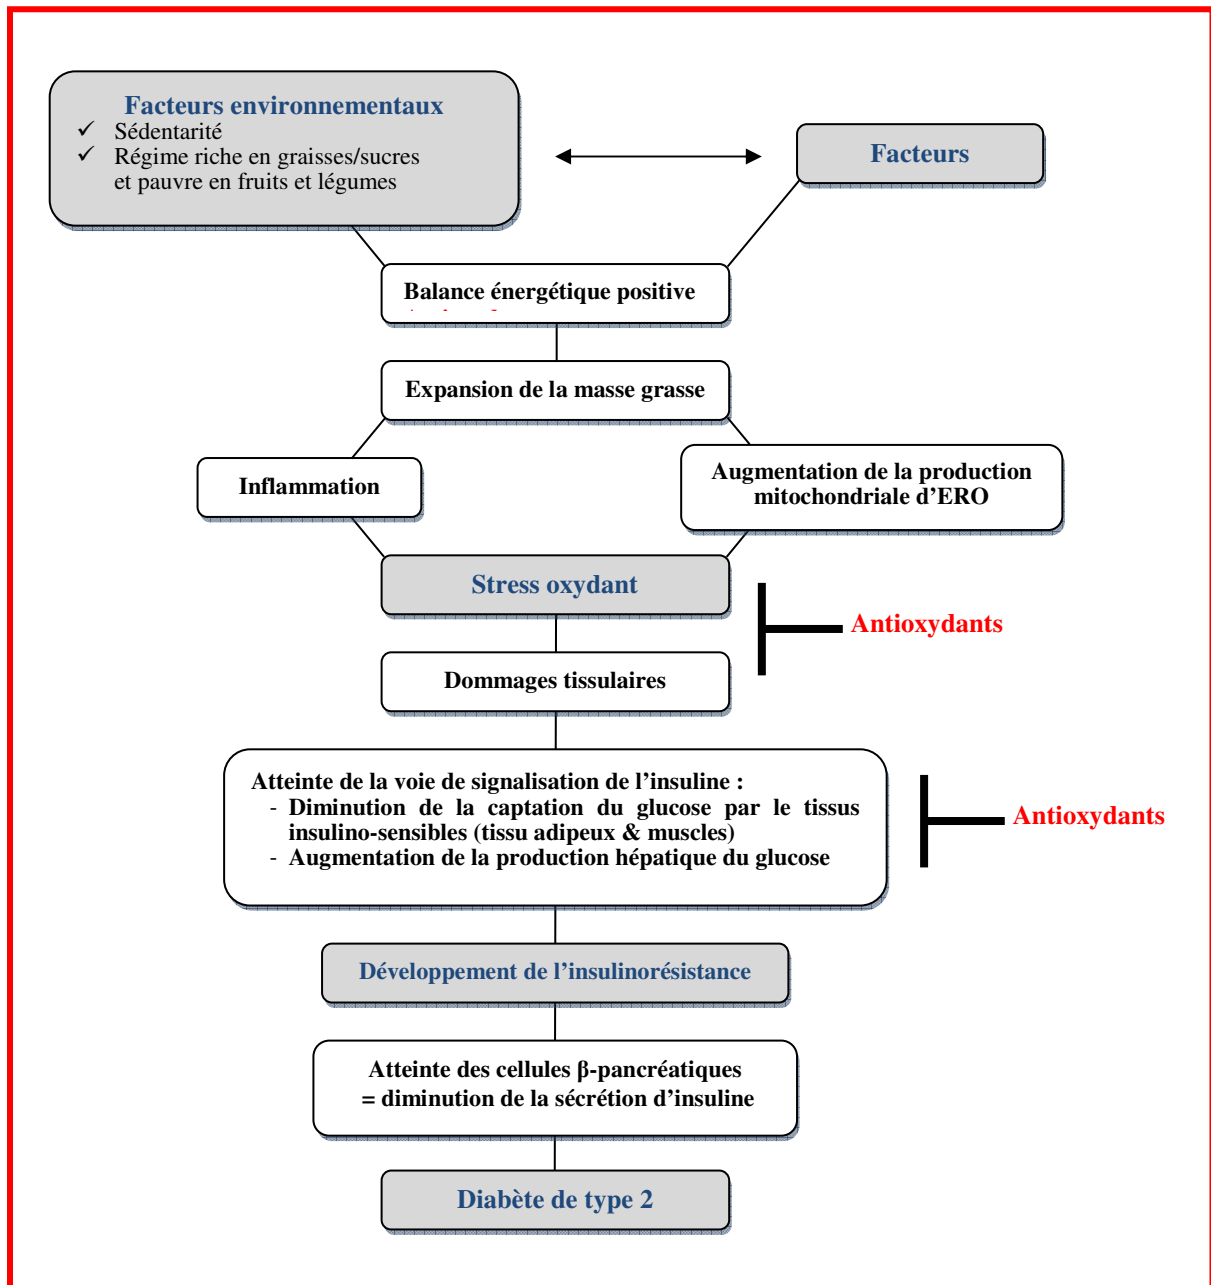 Facteurs environnementaux
✓ Sédentarité
✓ Régime riche en graisses/sucres
et pauvre en fruits et légumes
Facteurs
Balance énergétique positive
Expansion de la masse grasse
Inflammation
Augmentation de la production
mitochondriale d’ERO
Stress oxydant
Antioxydants
Dommages tissulaires
Atteinte de la voie de signalisation de l’insuline :
- Diminution de la captation du glucose par le tissus
insulino-sensibles (tissu adipeux & muscles)
- Augmentation de la production hépatique du glucose
Antioxydants
Développement de l’insulinorésistance
Atteinte des cellules β-pancréatiques
= diminution de la sécrétion d’insuline
Diabète de type 2